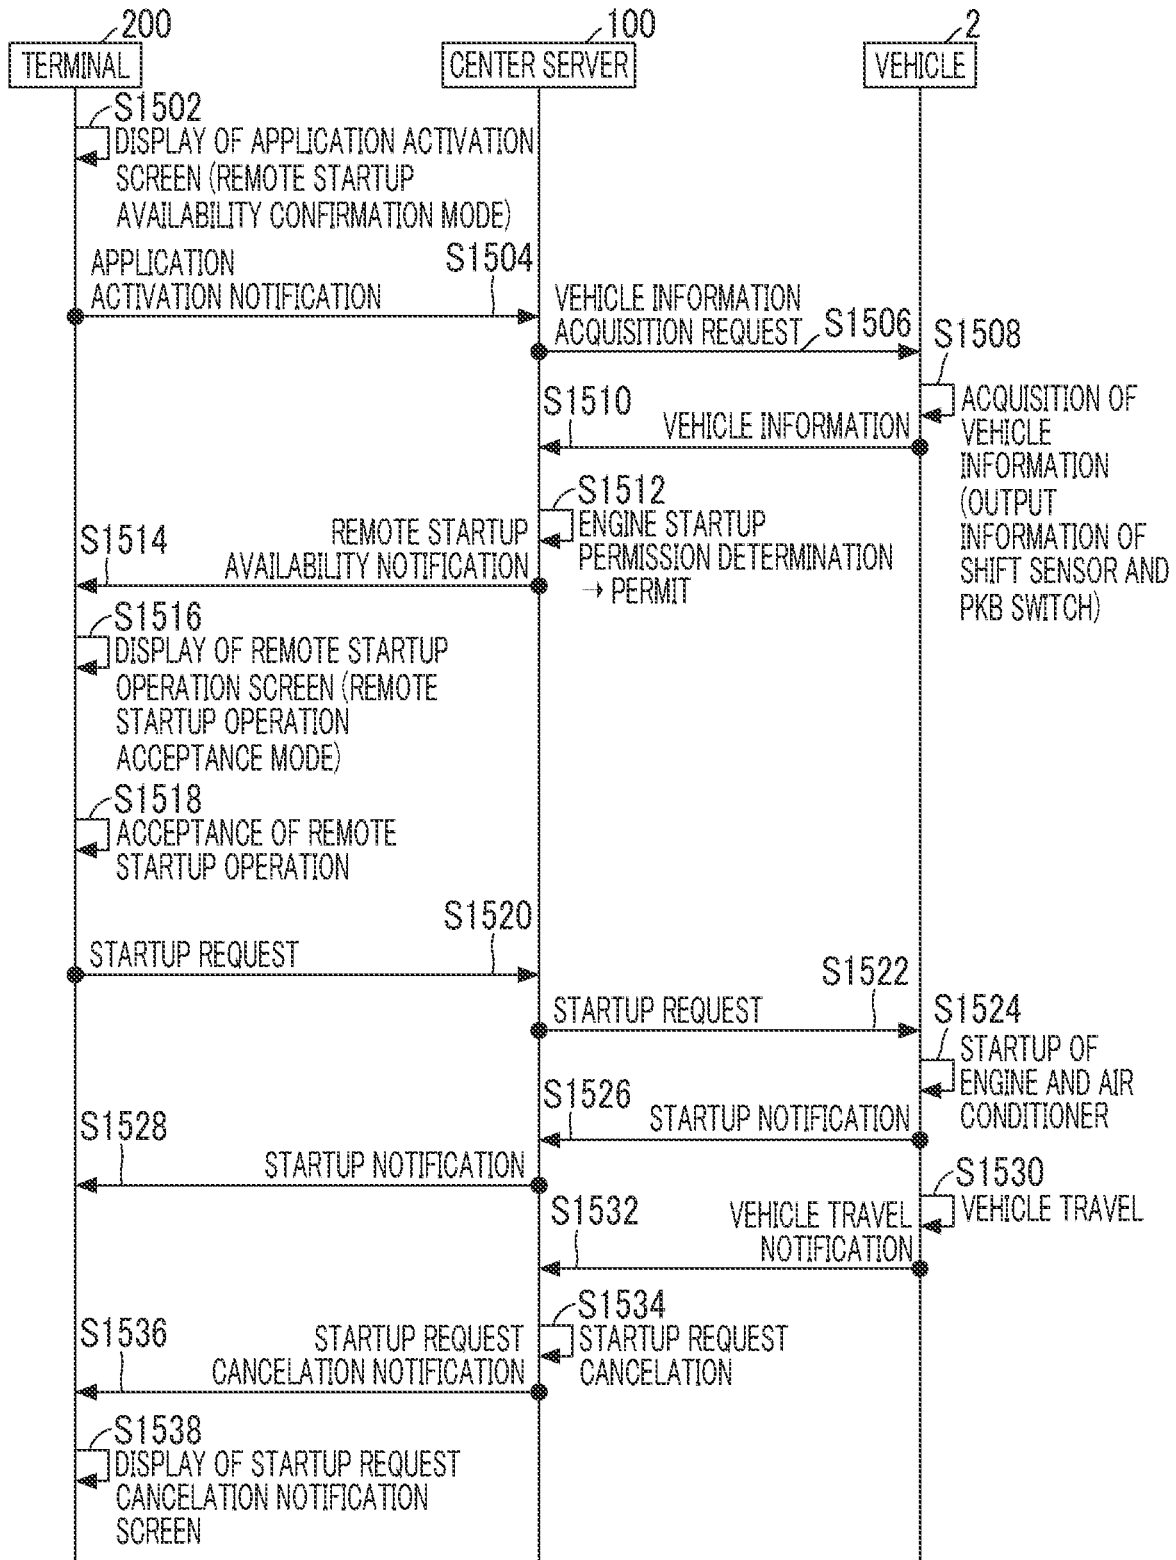 200
100
2
TERMINAL
CENTER SERVER
VEHICLE
S1502
DISPLAY OF APPLICATION ACTIVATION
SCREEN (REMOTE STARTUP
AVAILABILITY CONFIRMATION MODE)
S1504
APPLICATION
ACTIVATION NOTIFICATION
VEHICLE INFORMATION
ACQUISITION REQUEST
S1506
S1508
ACQUISITION OF
VEHICLE
INFORMATION
(OUTPUT
INFORMATION OF
SHIFT SENSOR AND
PKB SWITCH)
S1510
VEHICLE INFORMATION
S1512
ENGINE STARTUP
PERMISSION DETERMINATION
→ PERMIT
S1514
REMOTE STARTUP
AVAILABILITY NOTIFICATION
S1516
DISPLAY OF REMOTE STARTUP
OPERATION SCREEN (REMOTE
STARTUP OPERATION
ACCEPTANCE MODE)
S1518
ACCEPTANCE OF REMOTE
STARTUP OPERATION
S1520
STARTUP REQUEST
S1522
STARTUP REQUEST
S1524
STARTUP OF
ENGINE AND AIR
CONDITIONER
S1526
STARTUP NOTIFICATION
S1528
STARTUP NOTIFICATION
S1530
VEHICLE TRAVEL
S1532
VEHICLE TRAVEL
NOTIFICATION
S1534
STARTUP REQUEST
CANCELATION
S1536
STARTUP REQUEST
CANCELATION NOTIFICATION
S1538
DISPLAY OF STARTUP REQUEST
CANCELATION NOTIFICATION
SCREEN